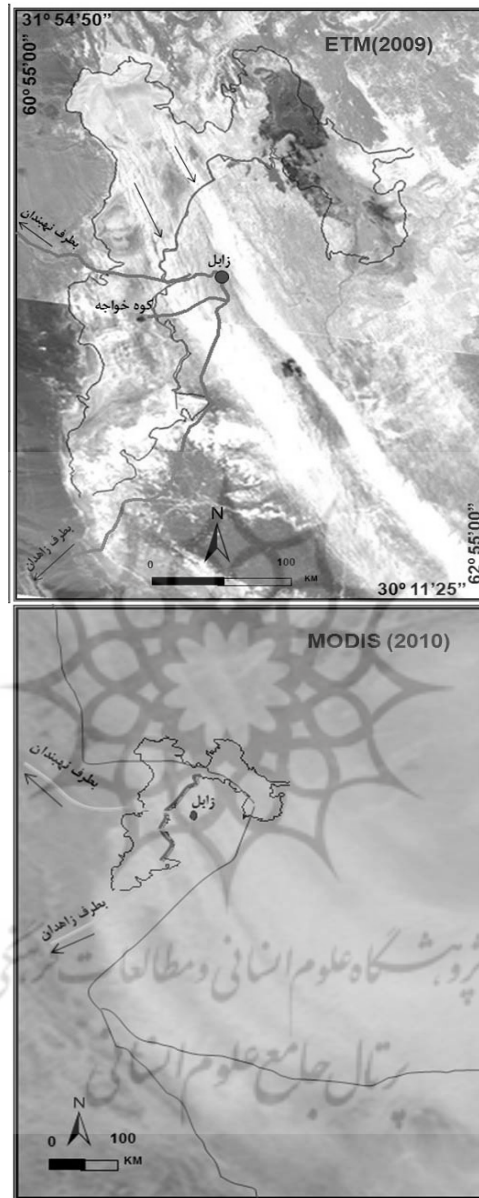 31º 54'50"
ETM(2009)
60º 55'00"
بطرف نهبندان
زابل
کوه خواجه
بطرف زاهدان
N
0 100
KM
62º 55'00"
30º 11'25"
MODIS (2010)
بطرف نهبندان
زابل
بطرف زاهدان
پژوهشگاه علوم انسانی و مطالعات فرهنگی
پرتال جامع علوم انسانی
N
0 100
KM